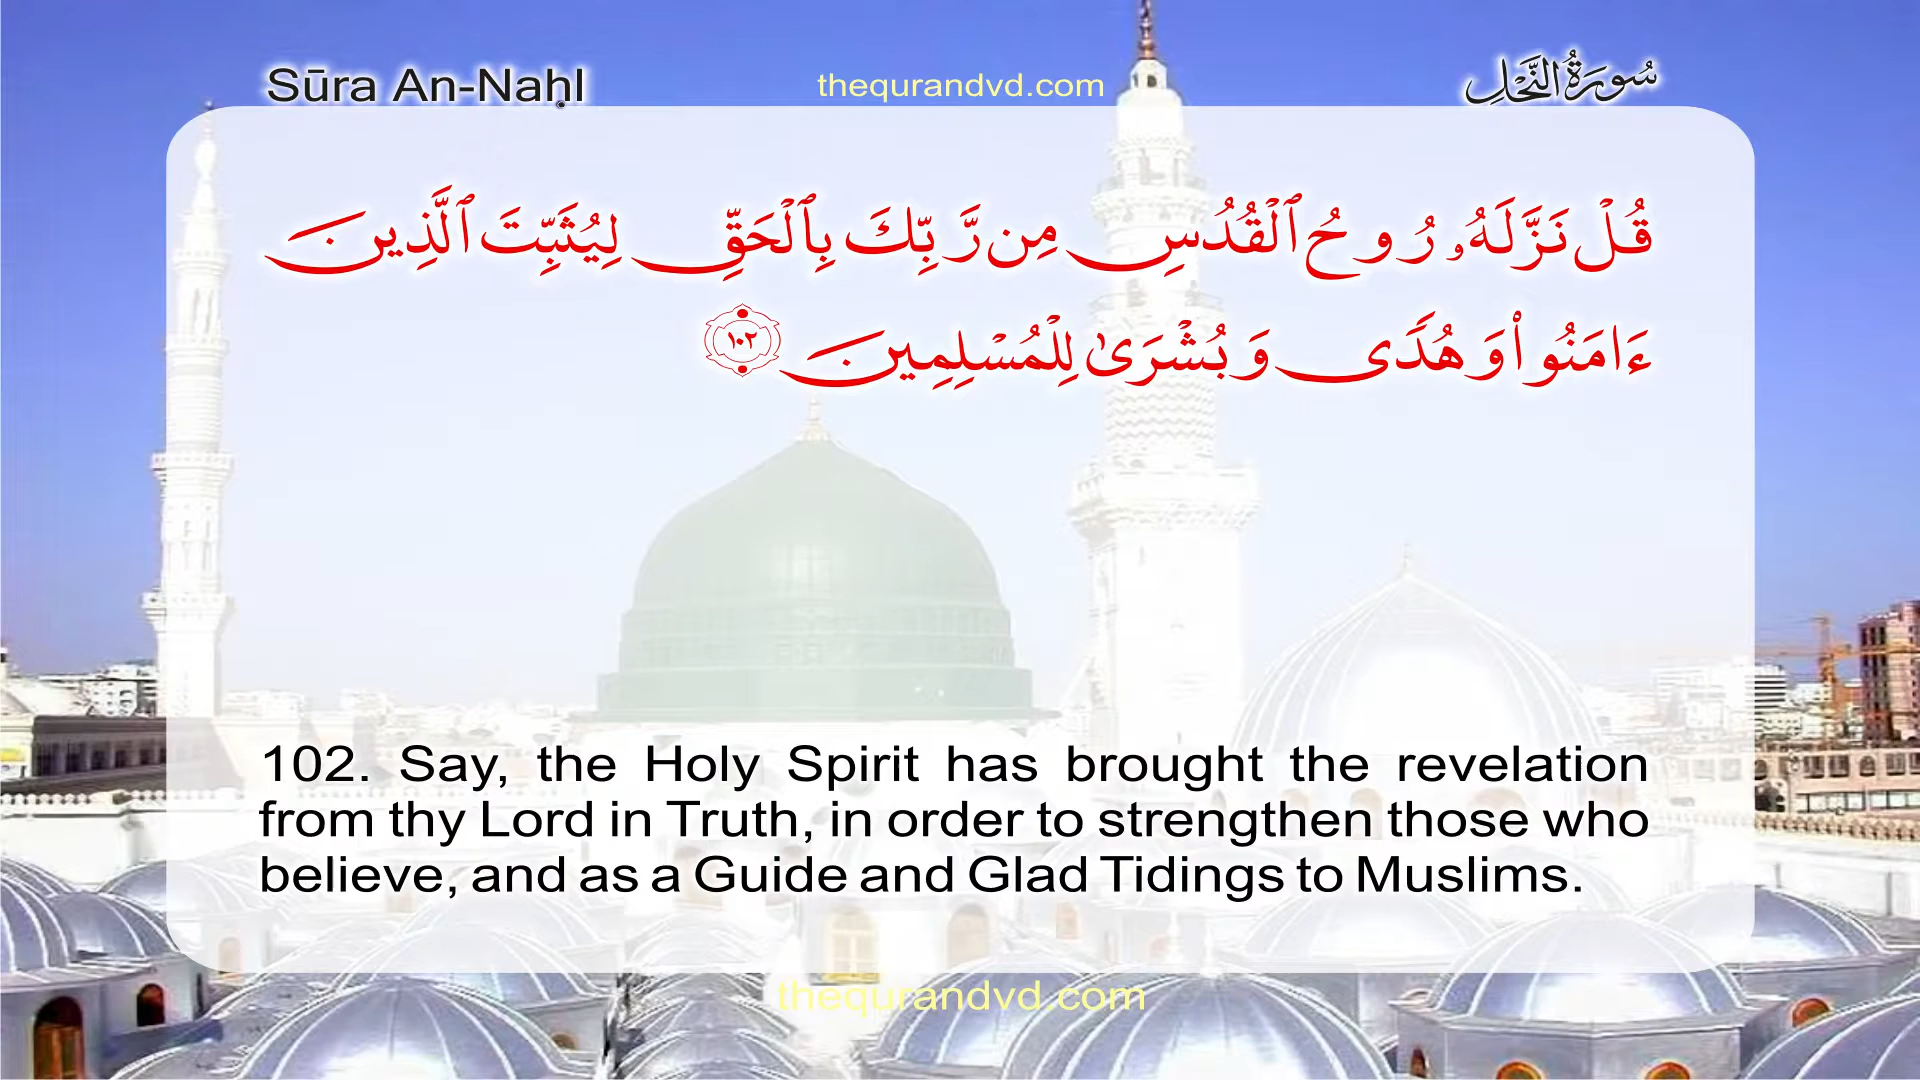 Sūra An-Naḥl
thequrandvd.com
سُورَةُ النَّحْلِ
قُلْ نَزَّلَهُۥ رُوحُ ٱلْقُدُسِ مِن رَّبِّكَ بِٱلْحَقِّ لِيُثَبِّتَ ٱلَّذِينَ
ءَامَنُوا۟ وَهُدًى وَبُشْرَىٰ لِلْمُسْلِمِينَ ١٠٢
102. Say, the Holy Spirit has brought the revelation
from thy Lord in Truth, in order to strengthen those who
believe, and as a Guide and Glad Tidings to Muslims.
thequrandvd.com